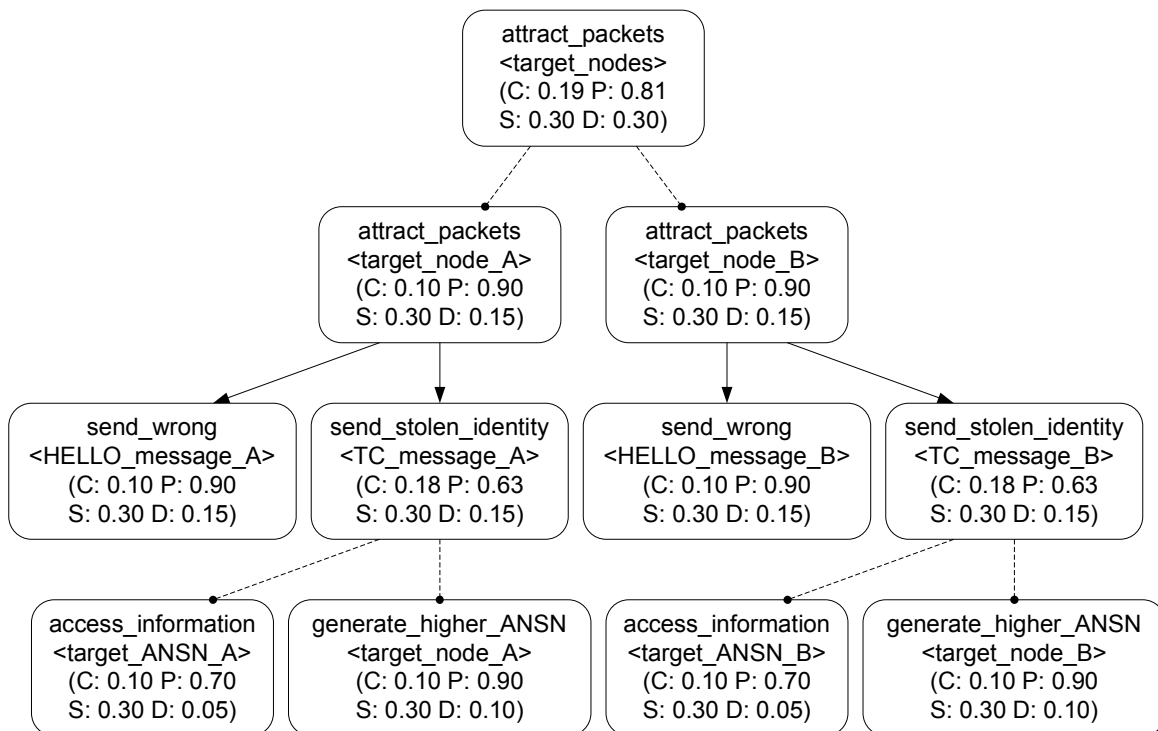 attract_packets
<target_nodes>
(C: 0.19 P: 0.81
S: 0.30 D: 0.30)
attract_packets
<target_node_A>
(C: 0.10 P: 0.90
S: 0.30 D: 0.15)
attract_packets
<target_node_B>
(C: 0.10 P: 0.90
S: 0.30 D: 0.15)
send_wrong
<HELLO_message_A>
(C: 0.10 P: 0.90
S: 0.30 D: 0.15)
send_stolen_identity
<TC_message_A>
(C: 0.18 P: 0.63
S: 0.30 D: 0.15)
send_wrong
<HELLO_message_B>
(C: 0.10 P: 0.90
S: 0.30 D: 0.15)
send_stolen_identity
<TC_message_B>
(C: 0.18 P: 0.63
S: 0.30 D: 0.15)
access_information
<target_ANSN_A>
(C: 0.10 P: 0.70
S: 0.30 D: 0.05)
generate_higher_ANSN
<target_node_A>
(C: 0.10 P: 0.90
S: 0.30 D: 0.10)
access_information
<target_ANSN_B>
(C: 0.10 P: 0.70
S: 0.30 D: 0.05)
generate_higher_ANSN
<target_node_B>
(C: 0.10 P: 0.90
S: 0.30 D: 0.10)